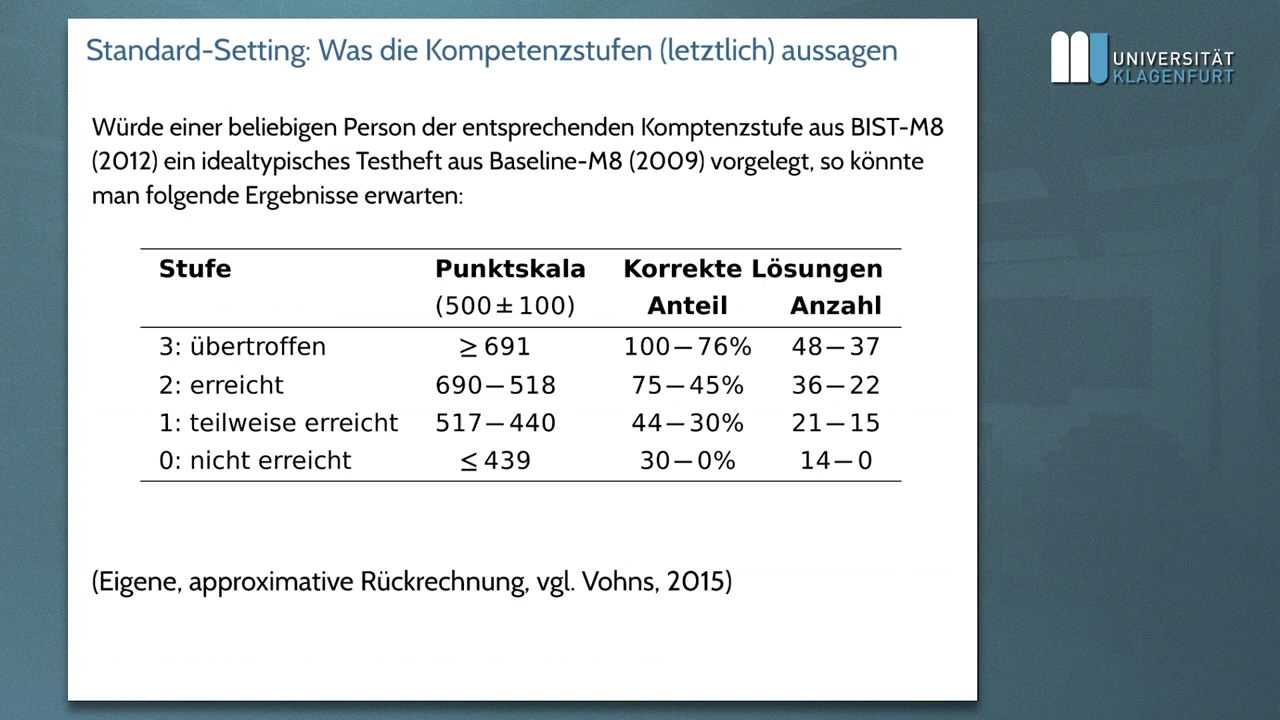 Standard-Setting: Was die Kompetenzstufen (letztlich) aussagen
UNIVERSITÄT
KLAGENFURT
Würde einer beliebigen Person der entsprechenden Komptenzstufe aus BIST-M8
(2012) ein idealtypisches Testheft aus Baseline-M8 (2009) vorgelegt, so könnte
man folgende Ergebnisse erwarten:
Stufe Punktskala Korrekte Lösungen
(500 ± 100) Anteil Anzahl
3: übertroffen ≥ 691 100 – 76% 48 – 37
2: erreicht 690 – 518 75 – 45% 36 – 22
1: teilweise erreicht 517 – 440 44 – 30% 21 – 15
0: nicht erreicht ≤ 439 30 – 0% 14 – 0
(Eigene, approximative Rückrechnung, vgl. Vohns, 2015)